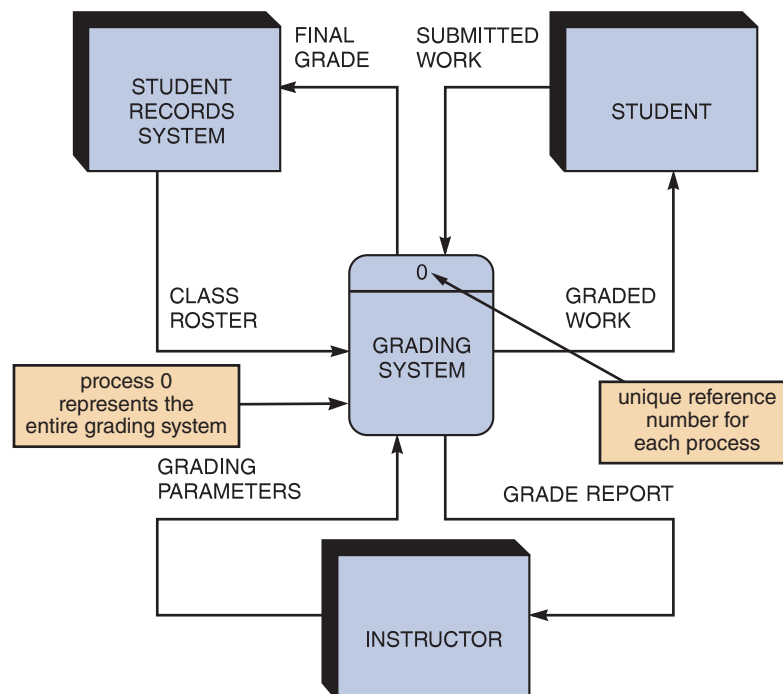 FINAL
GRADE
SUBMITTED
WORK
STUDENT
RECORDS
SYSTEM
STUDENT
0
CLASS
ROSTER
GRADED
WORK
GRADING
SYSTEM
process 0
represents the
entire grading system
unique reference
number for
each process
GRADING
PARAMETERS
GRADE REPORT
INSTRUCTOR